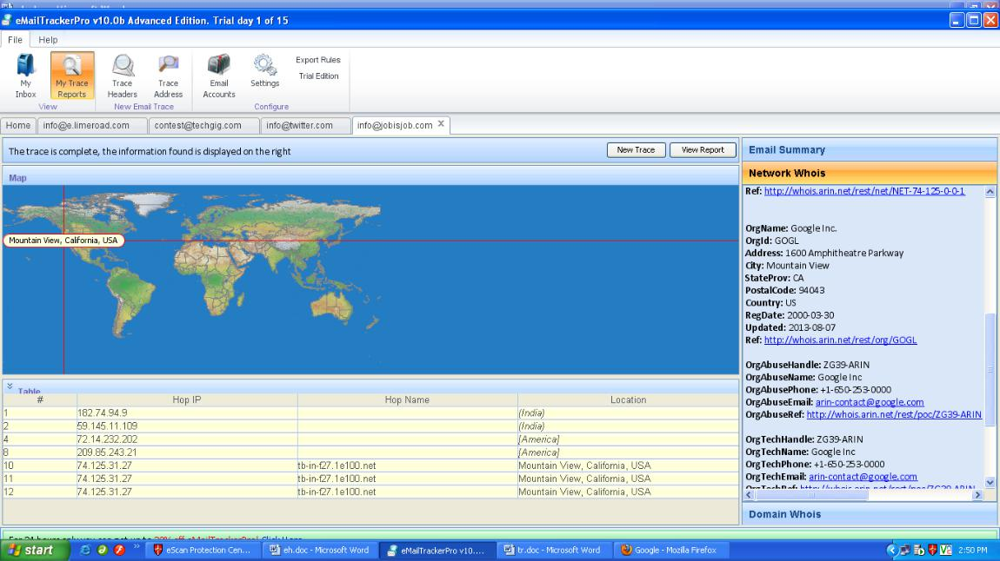 eMailTrackerPro v10.0b Advanced Edition. Trial day 1 of 15
File Help
My Inbox
My Trace Reports
Trace Headers
Trace Address
Email Accounts
Settings
Export Rules
Trial Edition
View
New Email Trace
Configure
Home
info@e.limeroad.com
contest@techgig.com
info@twitter.com
info@jobisjob.com
The trace is complete, the information found is displayed on the right
New Trace
View Report
Map
Mountain View, California, USA
Table
# Hop IP Hop Name Location
1 182.74.94.9 (India)
2 59.145.11.109 (India)
4 72.14.232.202 [America]
8 209.85.243.21 [America]
10 74.125.31.27 tb-in-f27.1e100.net Mountain View, California, USA
11 74.125.31.27 tb-in-f27.1e100.net Mountain View, California, USA
12 74.125.31.27 tb-in-f27.1e100.net Mountain View, California, USA
Email Summary
Network Whois
Ref: http://whois.arin.net/rest/net/NET-74-125-0-0-1
OrgName: Google Inc.
OrgId: GOGL
Address: 1600 Amphitheatre Parkway
City: Mountain View
StateProv: CA
PostalCode: 94043
Country: US
RegDate: 2000-03-30
Updated: 2013-08-07
Ref: http://whois.arin.net/rest/org/GOGL
OrgAbuseHandle: ZG39-ARIN
OrgAbuseName: Google Inc
OrgAbusePhone: +1-650-253-0000
OrgAbuseEmail: arin-contact@google.com
OrgAbuseRef: http://whois.arin.net/rest/poc/ZG39-ARIN
OrgTechHandle: ZG39-ARIN
OrgTechName: Google Inc
OrgTechPhone: +1-650-253-0000
OrgTechEmail: arin-contact@google.com
OrgTechRef: http://whois.arin.net/rest/poc/ZG39-ARIN
Domain Whois
For 24 hours only you can get up to 20% off eMailTrackerPro! Click Here
start
eScan Protection Cen...
eh.doc - Microsoft Word
eMailTrackerPro v10....
tr.doc - Microsoft Word
Google - Mozilla Firefox
2:50 PM